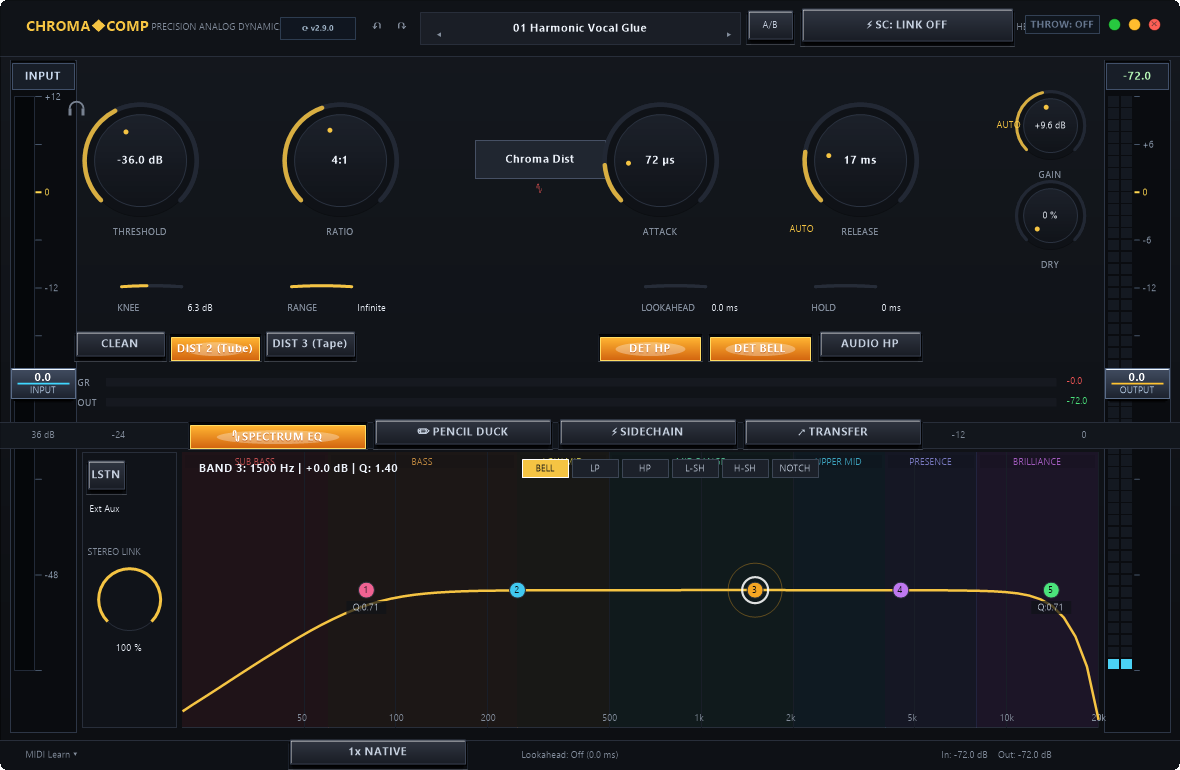 CHROMA◆COMP PRECISION ANALOG DYNAMIC
⟳ v2.9.0
01 Harmonic Vocal Glue
A/B
⚡ SC: LINK OFF
THROW: OFF
INPUT
-72.0
+12
0
-12
-48
-36.0 dB
THRESHOLD
4:1
RATIO
Chroma Dist
72 µs
ATTACK
17 ms
AUTO
RELEASE
AUTO
+9.6 dB
GAIN
0 %
DRY
+6
0
-6
-12
KNEE 6.3 dB
RANGE Infinite
LOOKAHEAD 0.0 ms
HOLD 0 ms
CLEAN
DIST 2 (Tube)
DIST 3 (Tape)
DET HP
DET BELL
AUDIO HP
0.0
INPUT
0.0
OUTPUT
GR -0.0
OUT -72.0
36 dB
-24
-12
0
SPECTRUM EQ
✏ PENCIL DUCK
⚡ SIDECHAIN
↗ TRANSFER
SUB BASS
BASS
UPPER MID
PRESENCE
BRILLIANCE
LSTN
BAND 3: 1500 Hz | +0.0 dB | Q: 1.40
BELL
LP
HP
L-SH
H-SH
NOTCH
Ext Aux
STEREO LINK
100 %
1
2
3
4
5
Q:0.71
Q:0.71
50
100
200
500
1k
2k
5k
10k
20k
MIDI Learn ▾
1x NATIVE
Lookahead: Off (0.0 ms)
In: -72.0 dB Out: -72.0 dB